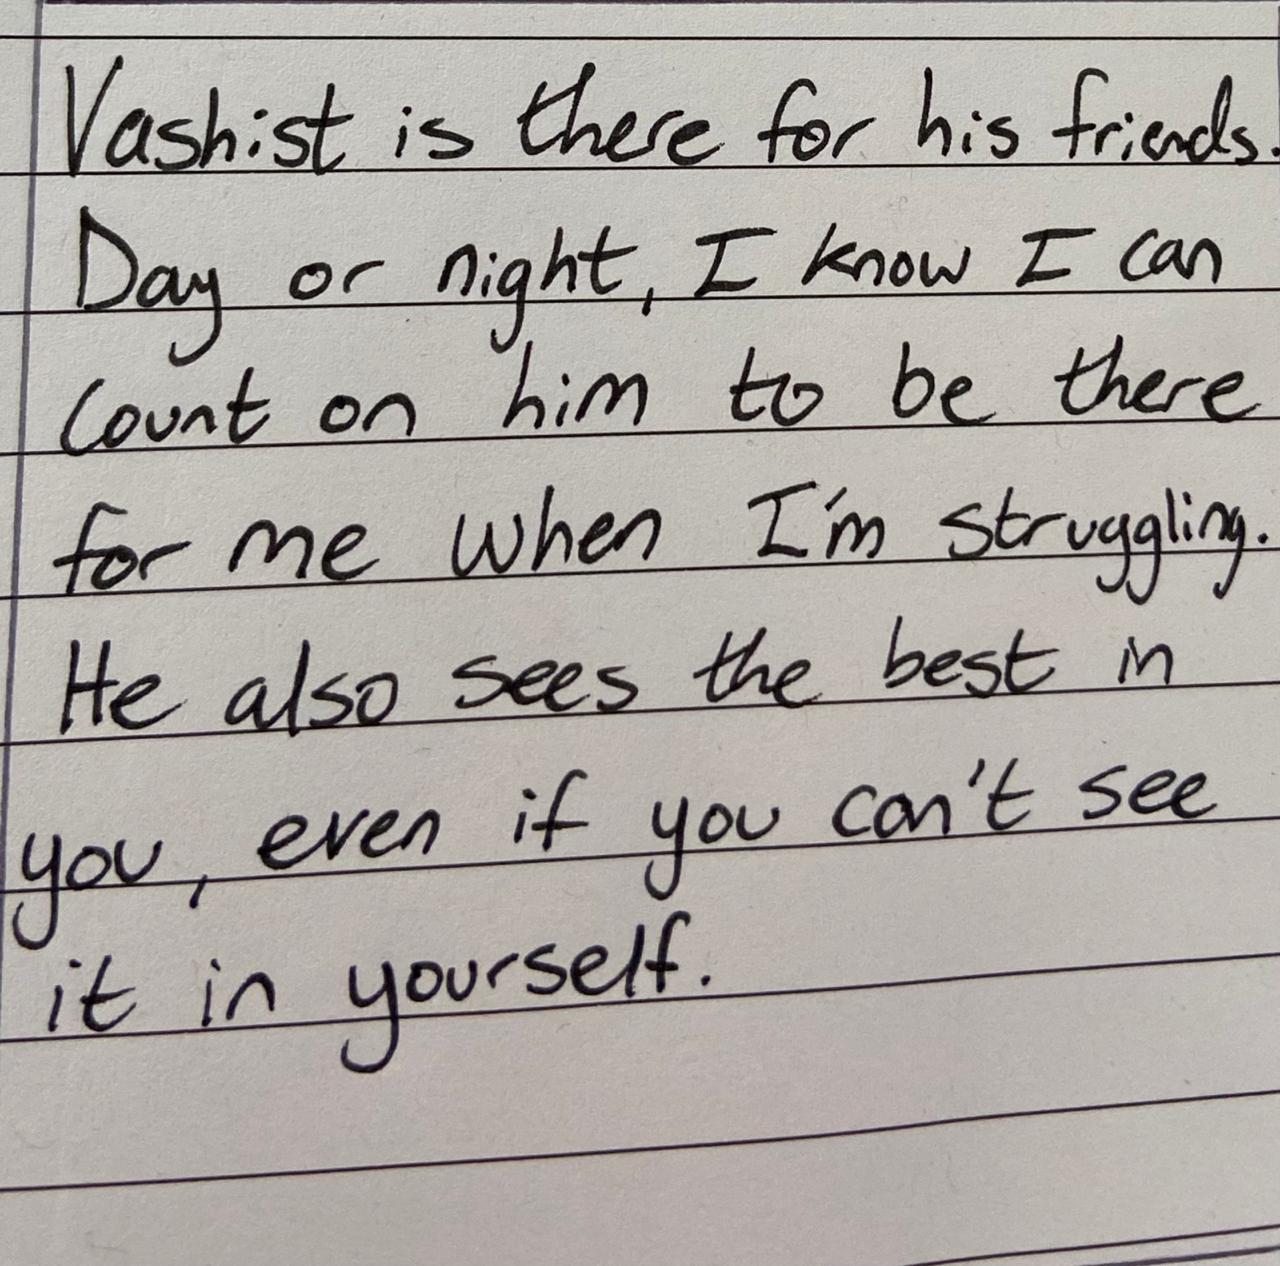 Vashist is there for his friends.
Day or night, I know I can
count on him to be there
for me when I'm struggling.
He also sees the best in
you, even if you can't see
it in yourself.